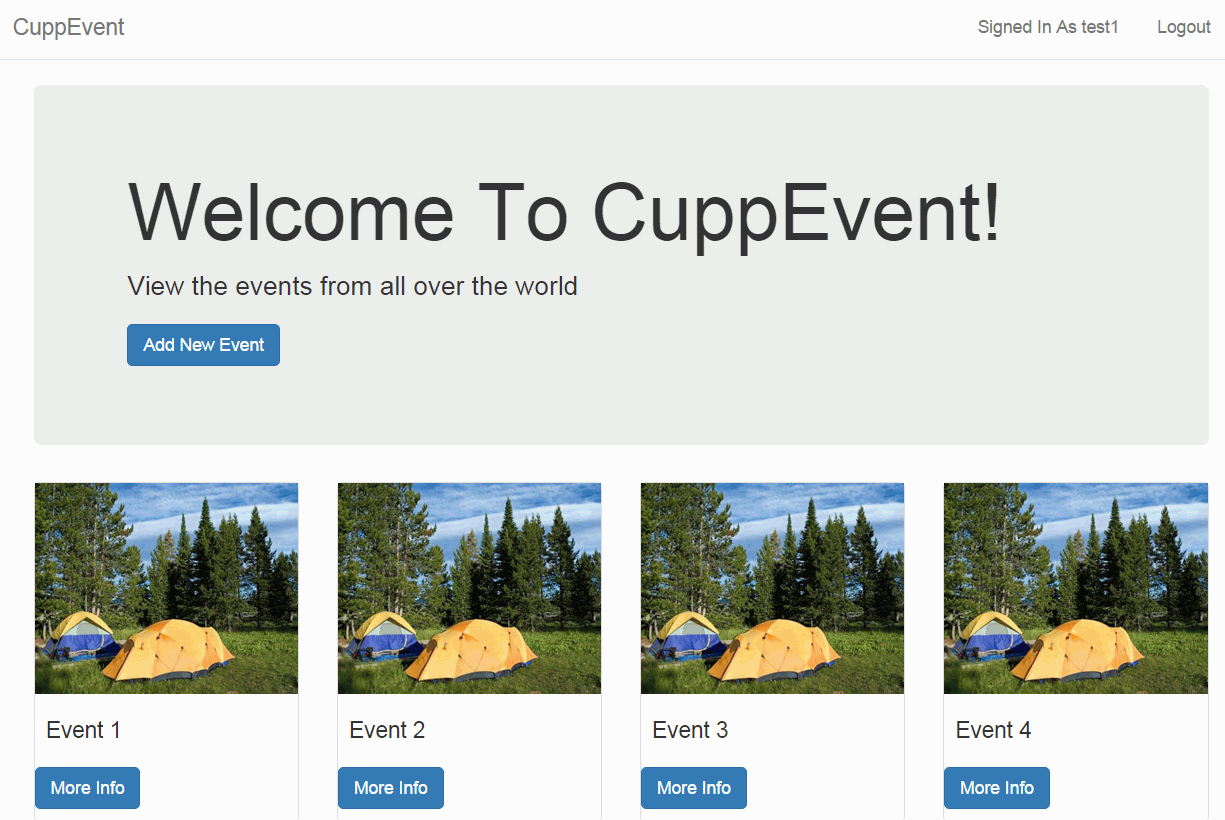 CuppEvent
Signed In As test1 Logout
Welcome To CuppEvent!
View the events from all over the world
Add New Event
Event 1 Event 2 Event 3 Event 4
More Info More Info More Info More Info